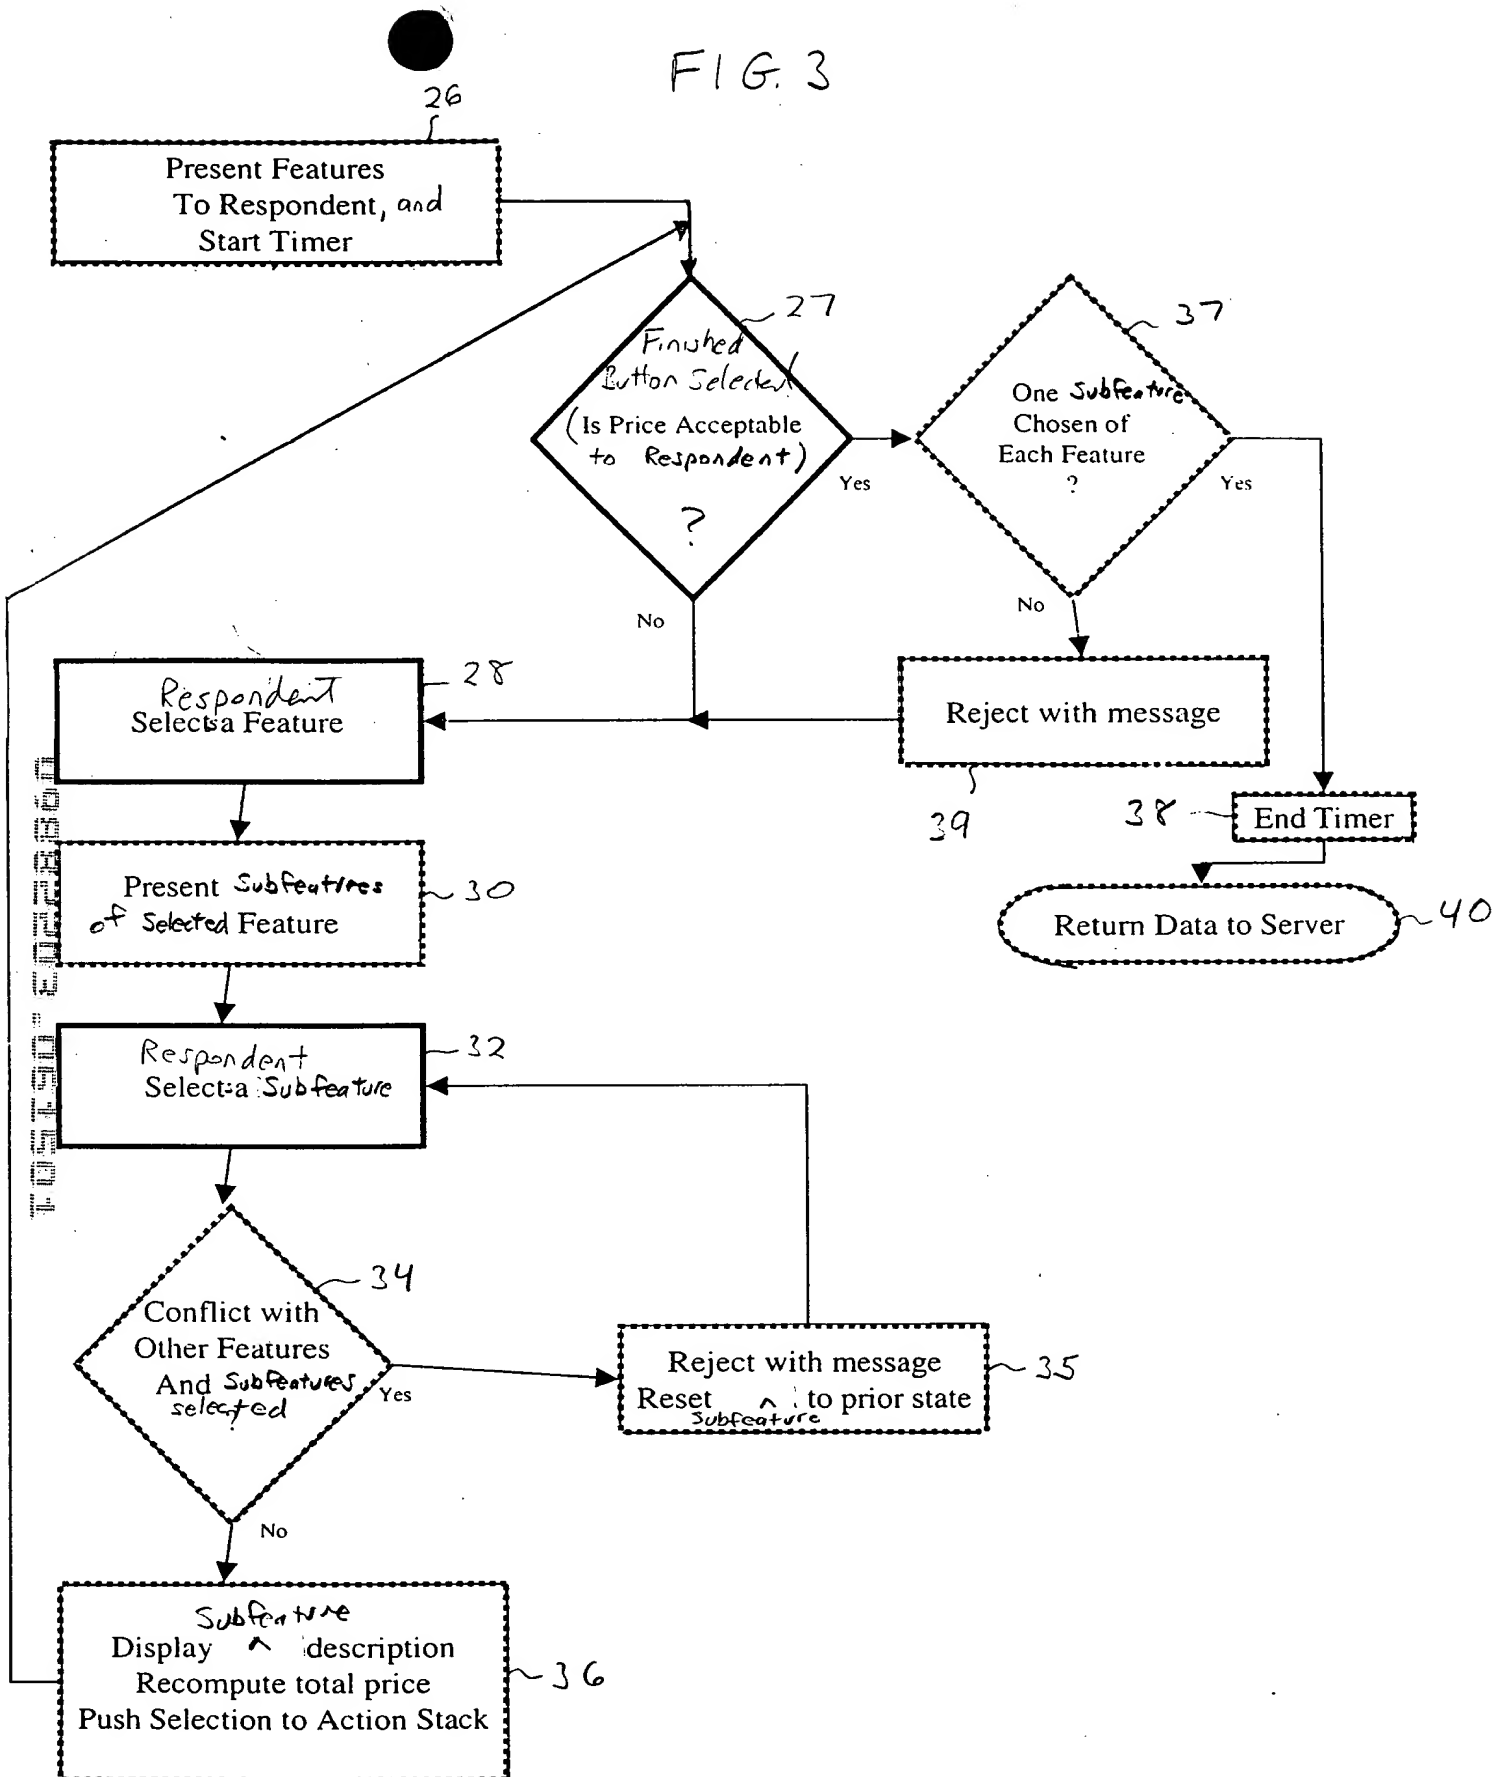 FIG. 3
26
Present Features
To Respondent, and
Start Timer
27
Finished
Button Selected
(Is Price Acceptable
to Respondent)
?
Yes
No
37
One Subfeature
Chosen of
Each Feature
?
Yes
No
28
Respondent
Selects a Feature
Reject with message
39
38
End Timer
Present Subfeatures
of Selected Feature
30
Return Data to Server
40
Respondent
Select a Subfeature
32
34
Conflict with
Other Features
And Subfeatures
selected
?
Yes
No
Reject with message
Reset ^ to prior state
Subfeature
35
Subfeature
Display ^ description
Recompute total price
Push Selection to Action Stack
36